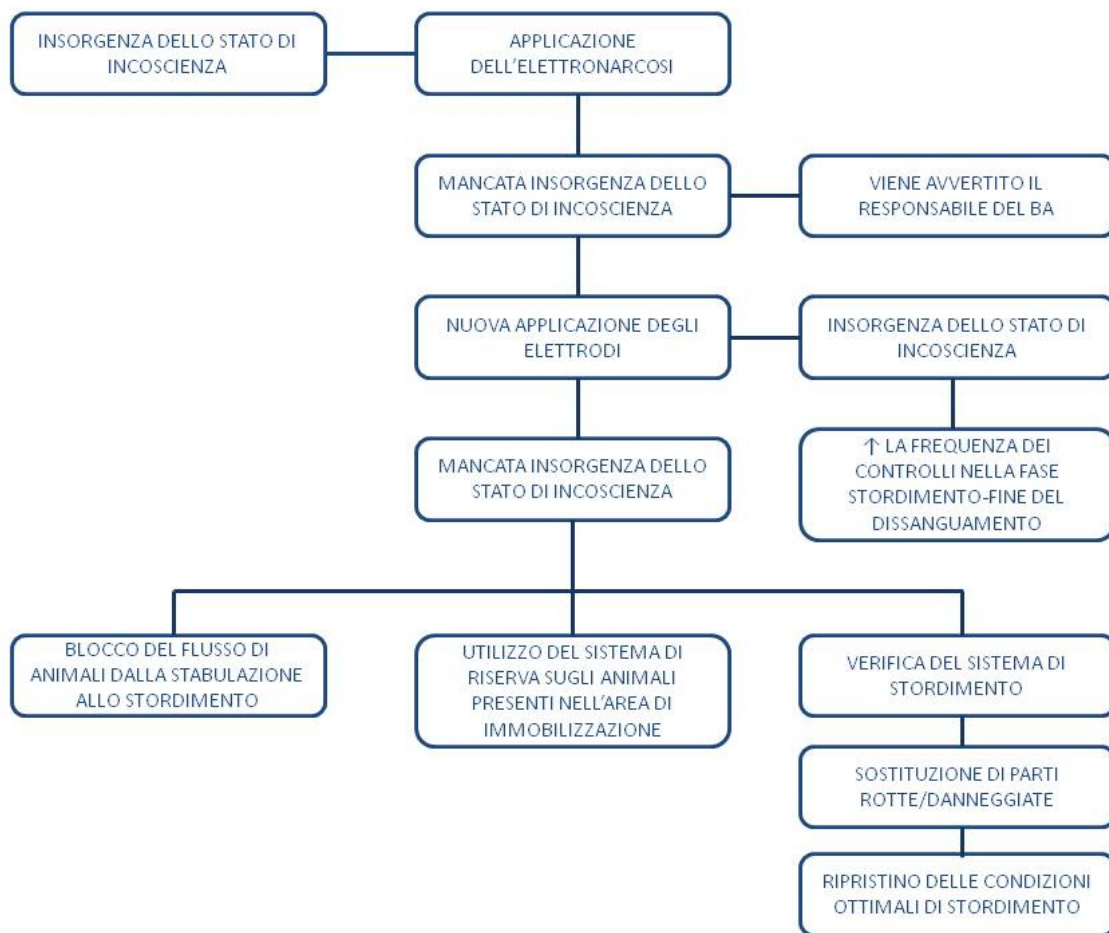 INSORGENZA DELLO STATO DI
INCOSCIENZA
APPLICAZIONE
DELL'ELETTRONARCOSI
MANCATA INSORGENZA DELLO
STATO DI INCOSCIENZA
VIENE AVVERTITO IL
RESPONSABILE DEL BA
NUOVA APPLICAZIONE DEGLI
ELETTRODI
INSORGENZA DELLO STATO DI
INCOSCIENZA
MANCATA INSORGENZA DELLO
STATO DI INCOSCIENZA
↑ LA FREQUENZA DEI
CONTROLLI NELLA FASE
STORDIMENTO-FINE DEL
DISSANGUAMENTO
BLOCCO DEL FLUSSO DI
ANIMALI DALLA STABULAZIONE
ALLO STORDIMENTO
UTILIZZO DEL SISTEMA DI
RISERVA SUGLI ANIMALI
PRESENTI NELL'AREA DI
IMMOBILIZZAZIONE
VERIFICA DEL SISTEMA DI
STORDIMENTO
SOSTITUZIONE DI PARTI
ROTTE/DANNEGGIATE
RIPRISTINO DELLE CONDIZIONI
OTTIMALI DI STORDIMENTO